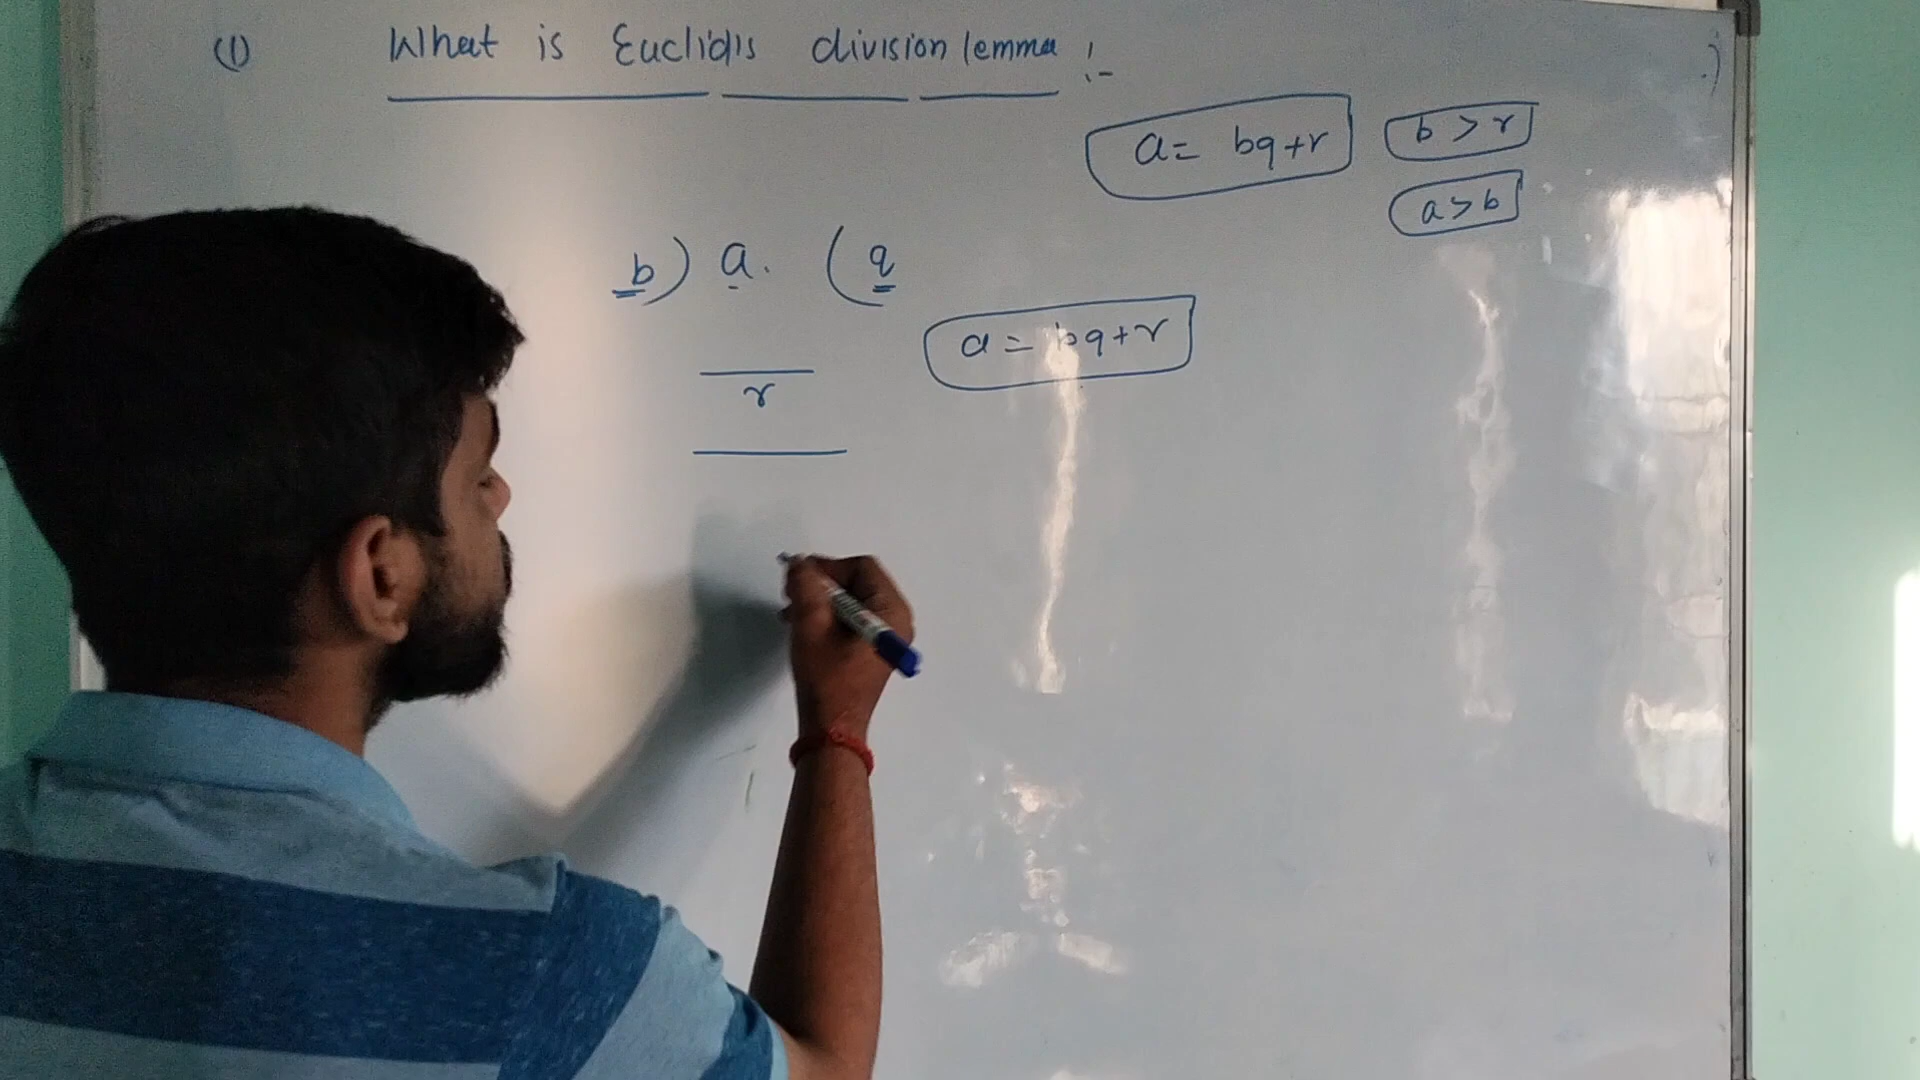 (1) What is Euclid's division lemma :-
a = bq+r b > r
a > b
b) a. (q
a = bq+r
r